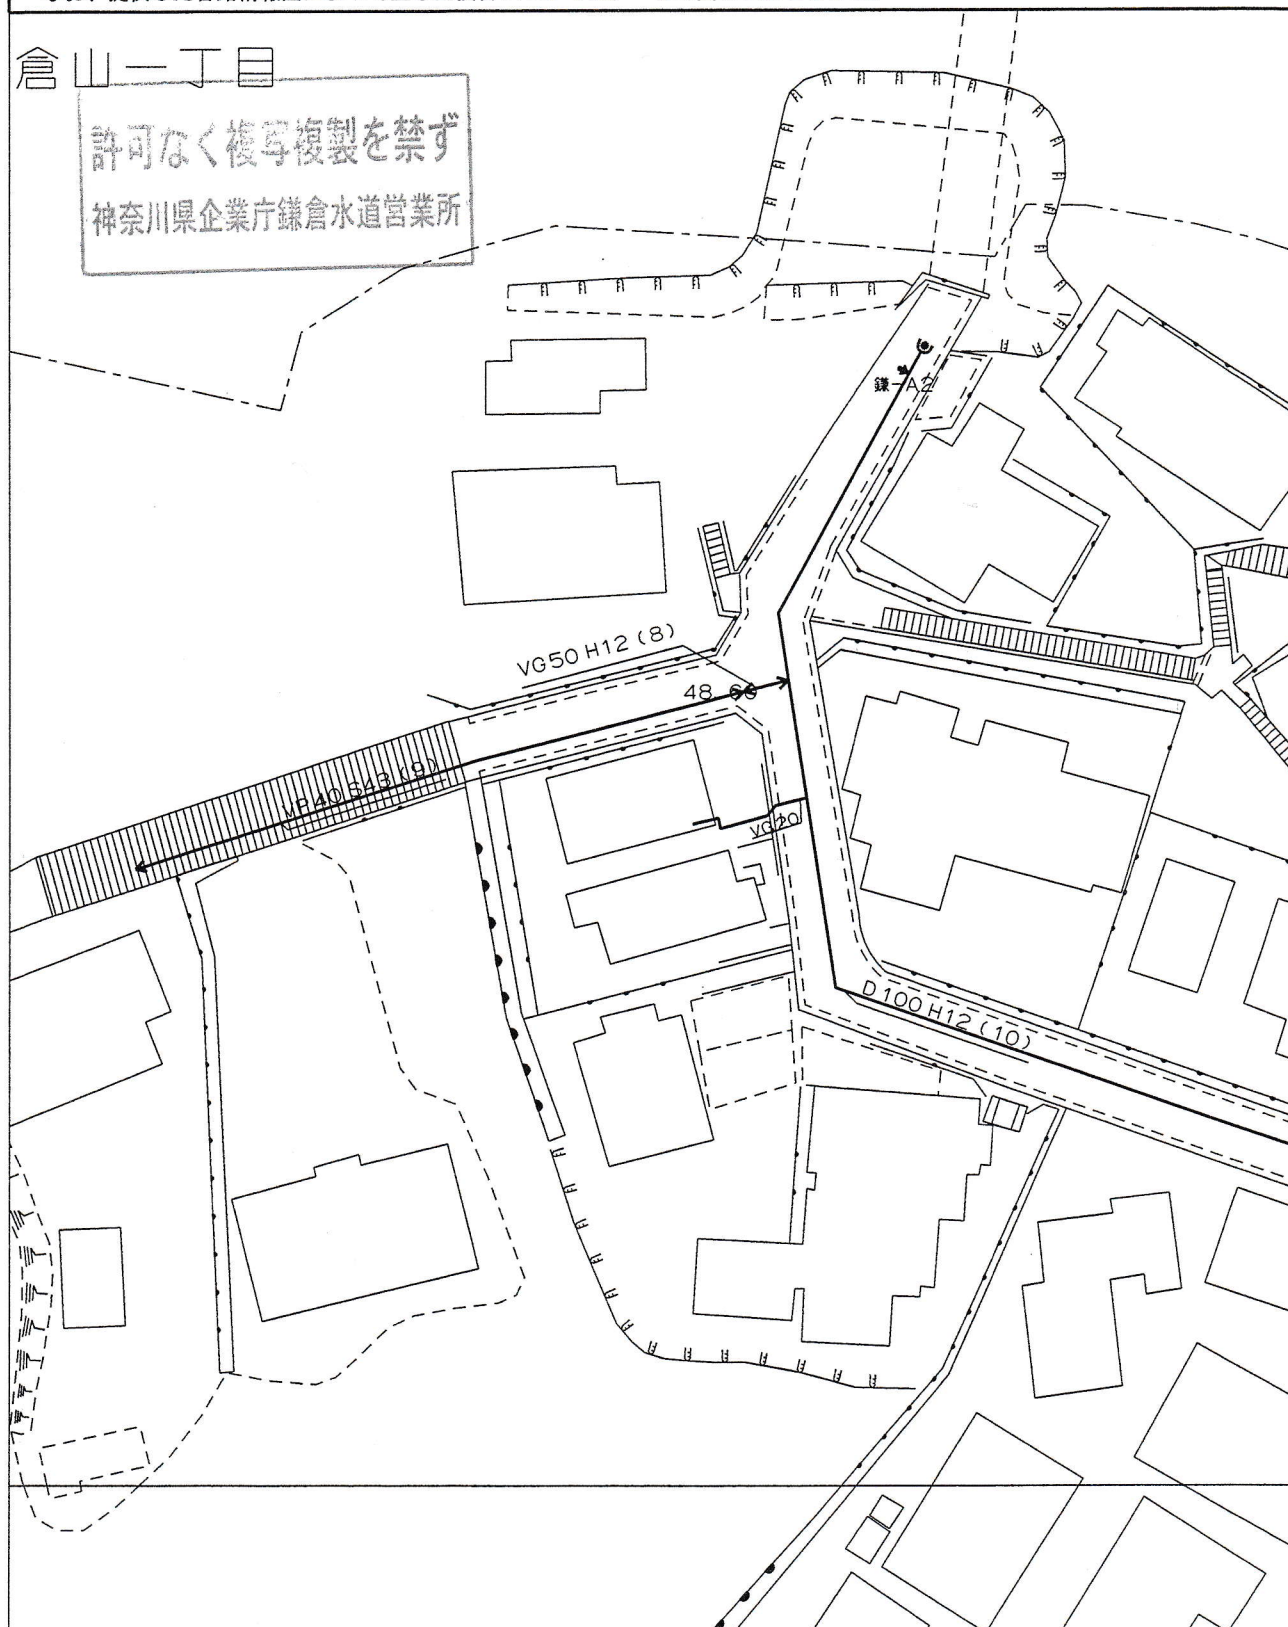 倉山一丁目
許可なく複写複製を禁ず
神奈川県企業庁鎌倉水道営業所
鎌-A2
VG50 H12 (8)
48
VP40 S43 (9)
VG20
D100 H12 (10)